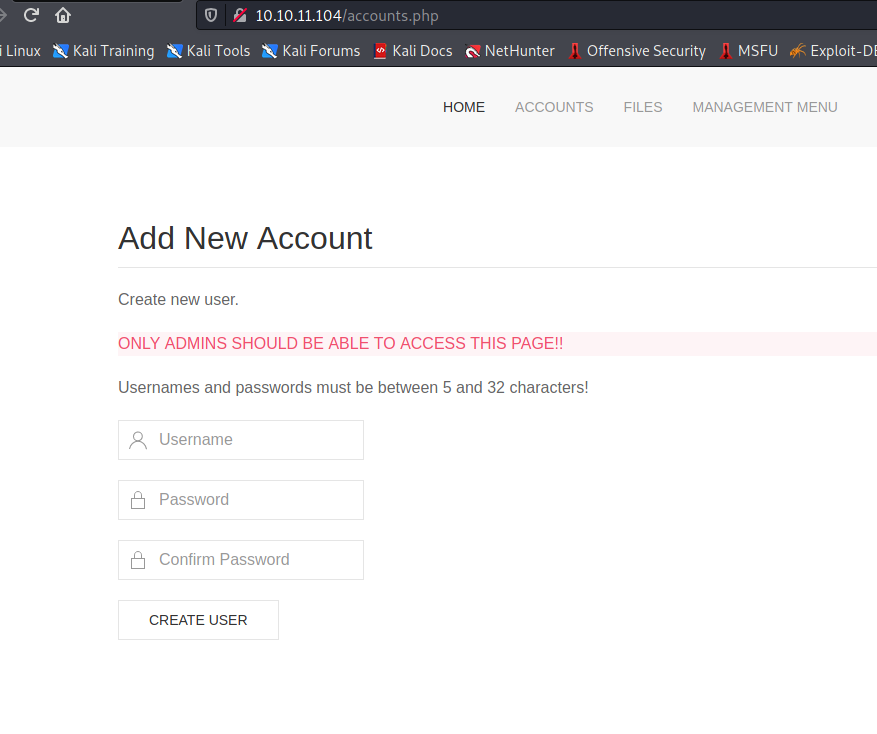 10.10.11.104/accounts.php
i Linux Kali Training Kali Tools Kali Forums Kali Docs NetHunter Offensive Security MSFU Exploit-DE
HOME ACCOUNTS FILES MANAGEMENT MENU
Add New Account
Create new user.
ONLY ADMINS SHOULD BE ABLE TO ACCESS THIS PAGE!!
Usernames and passwords must be between 5 and 32 characters!
Username
Password
Confirm Password
CREATE USER